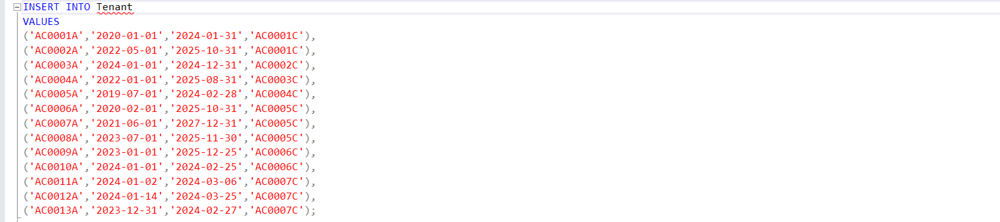 INSERT INTO Tenant
VALUES
('AC0001A','2020-01-01','2024-01-31','AC0001C'),
('AC0002A','2022-05-01','2025-10-31','AC0001C'),
('AC0003A','2024-01-01','2024-12-31','AC0002C'),
('AC0004A','2022-01-01','2025-08-31','AC0003C'),
('AC0005A','2019-07-01','2024-02-28','AC0004C'),
('AC0006A','2020-02-01','2025-10-31','AC0005C'),
('AC0007A','2021-06-01','2027-12-31','AC0005C'),
('AC0008A','2023-07-01','2025-11-30','AC0005C'),
('AC0009A','2023-01-01','2025-12-25','AC0006C'),
('AC0010A','2024-01-01','2024-02-25','AC0006C'),
('AC0011A','2024-01-02','2024-03-06','AC0007C'),
('AC0012A','2024-01-14','2024-03-25','AC0007C'),
('AC0013A','2023-12-31','2024-02-27','AC0007C');